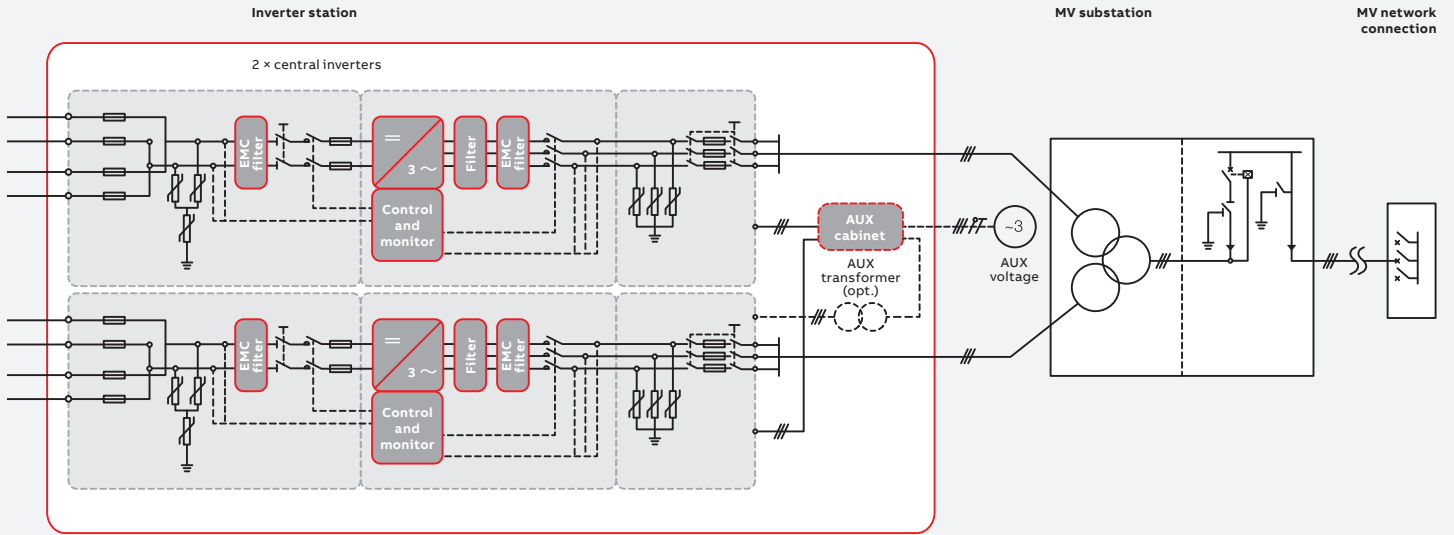 Inverter station
MV substation
MV network
connection
2 × central inverters
EMC
filter
3 ~
Filter
EMC
filter
Control
and
monitor
AUX
cabinet
~3
AUX
voltage
AUX
transformer
(opt.)
EMC
filter
3 ~
Filter
EMC
filter
Control
and
monitor